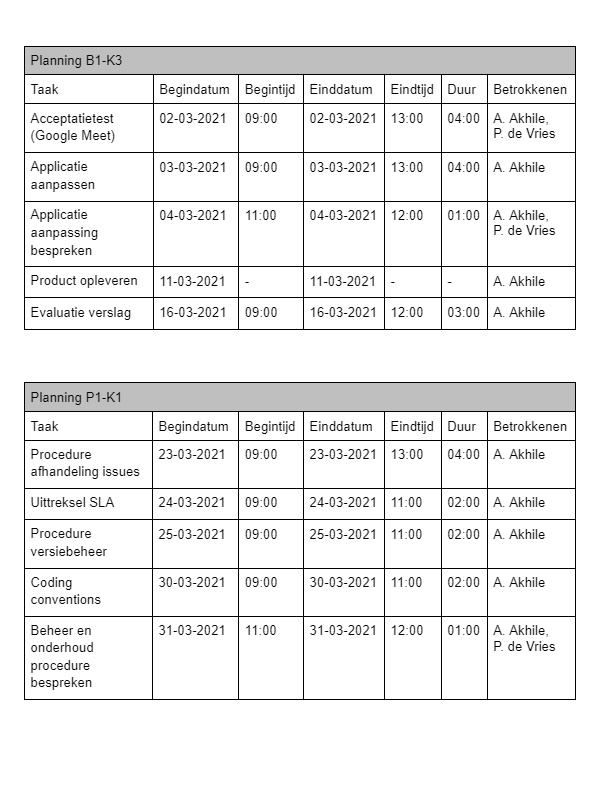 Planning B1-K3
Taak Begindatum Begintijd Einddatum Eindtijd Duur Betrokkenen
Acceptatietest 02-03-2021 09:00 02-03-2021 13:00 04:00 A. Akhile,
(Google Meet) P. de Vries
Applicatie 03-03-2021 09:00 03-03-2021 13:00 04:00 A. Akhile
aanpassen
Applicatie 04-03-2021 11:00 04-03-2021 12:00 01:00 A. Akhile,
aanpassing P. de Vries
bespreken
Product opleveren 11-03-2021 - 11-03-2021 - - A. Akhile
Evaluatie verslag 16-03-2021 09:00 16-03-2021 12:00 03:00 A. Akhile
Planning P1-K1
Taak Begindatum Begintijd Einddatum Eindtijd Duur Betrokkenen
Procedure 23-03-2021 09:00 23-03-2021 13:00 04:00 A. Akhile
afhandeling issues
Uittreksel SLA 24-03-2021 09:00 24-03-2021 11:00 02:00 A. Akhile
Procedure 25-03-2021 09:00 25-03-2021 11:00 02:00 A. Akhile
versiebeheer
Coding 30-03-2021 09:00 30-03-2021 11:00 02:00 A. Akhile
conventions
Beheer en 31-03-2021 11:00 31-03-2021 12:00 01:00 A. Akhile,
onderhoud P. de Vries
procedure
bespreken